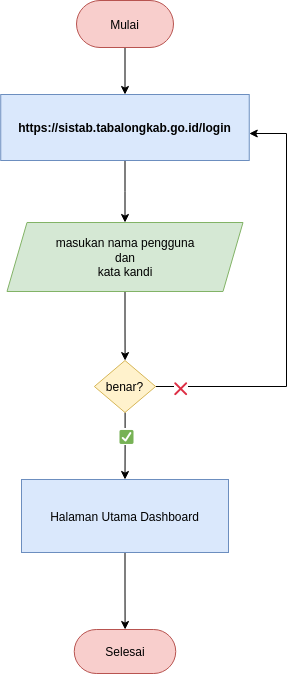 Mulai
https://sistab.tabalongkab.go.id/login
masukan nama pengguna
dan
kata kandi
benar?
Halaman Utama Dashboard
Selesai